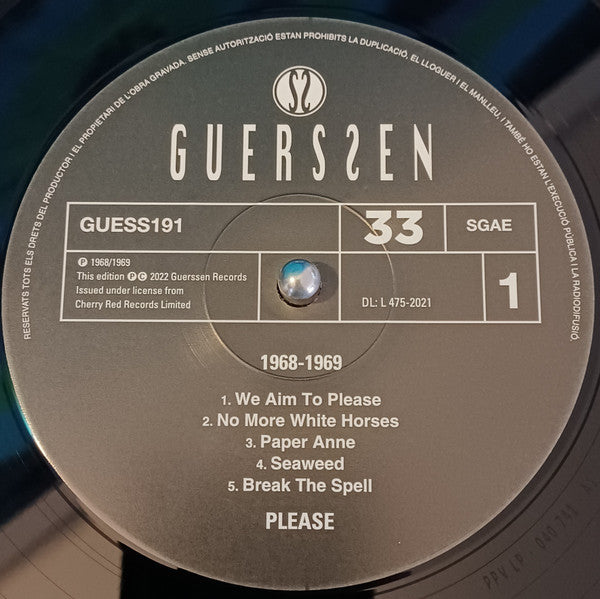 RESERVATS TOTS ELS DRETS DEL PRODUCTOR I EL PROPIETARI DE L'OBRA GRAVADA. SENSE AUTORITZACIÓ ESTAN PROHIBITS LA DUPLICACIÓ, EL LLOGUER I EL MANLLEU, I TAMBÉ HO ESTAN L'EXECUCIÓ PÚBLICA I LA RADIODIFUSIÓ.
GUERSSEN
GUESS191
33
SGAE
Ⓟ 1968/1969
This edition Ⓟ Ⓒ 2022 Guerssen Records
Issued under license from
Cherry Red Records Limited
DL: L 475-2021
1
1968-1969
1. We Aim To Please
2. No More White Horses
3. Paper Anne
4. Seaweed
5. Break The Spell
PLEASE